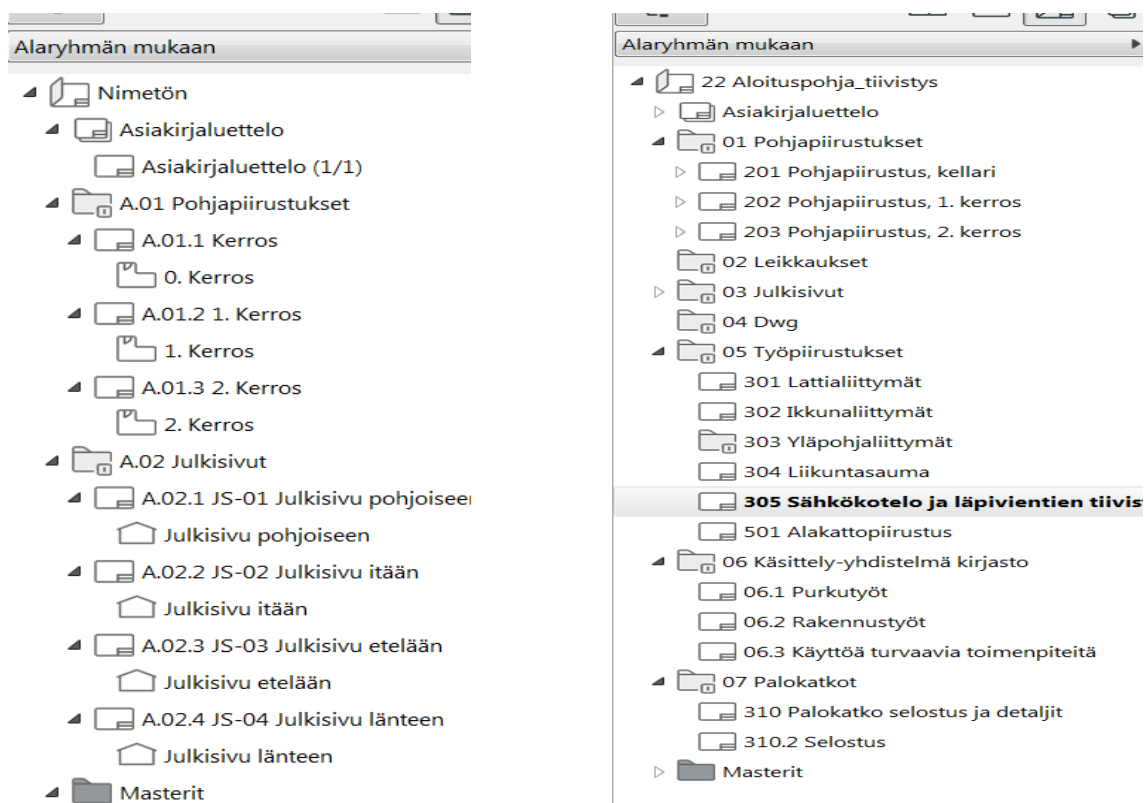 Alaryhmän mukaan
Nimetön
Asiakirjaluettelo
Asiakirjaluettelo (1/1)
A.01 Pohjapiirustukset
A.01.1 Kerros
0. Kerros
A.01.2 1. Kerros
1. Kerros
A.01.3 2. Kerros
2. Kerros
A.02 Julkisivut
A.02.1 JS-01 Julkisivu pohjoiseen
Julkisivu pohjoiseen
A.02.2 JS-02 Julkisivu itään
Julkisivu itään
A.02.3 JS-03 Julkisivu etelään
Julkisivu etelään
A.02.4 JS-04 Julkisivu länteen
Julkisivu länteen
Masterit
Alaryhmän mukaan
22 Aloituspohja_tiivistys
Asiakirjaluettelo
01 Pohjapiirustukset
201 Pohjapiirustus, kellari
202 Pohjapiirustus, 1. kerros
203 Pohjapiirustus, 2. kerros
02 Leikkaukset
03 Julkisivut
04 Dwg
05 Työpiirustukset
301 Lattialiittymät
302 Ikkunaliittymät
303 Yläpohjaliittymät
304 Liikuntasauma
305 Sähkökotelo ja läpivientien tiivis
501 Alakattopiirustus
06 Käsittely-yhdistelmä kirjasto
06.1 Purkutyöt
06.2 Rakennustyöt
06.3 Käyttöä turvaavia toimenpiteitä
07 Palokatkot
310 Palokatko selostus ja detaljit
310.2 Selostus
Masterit